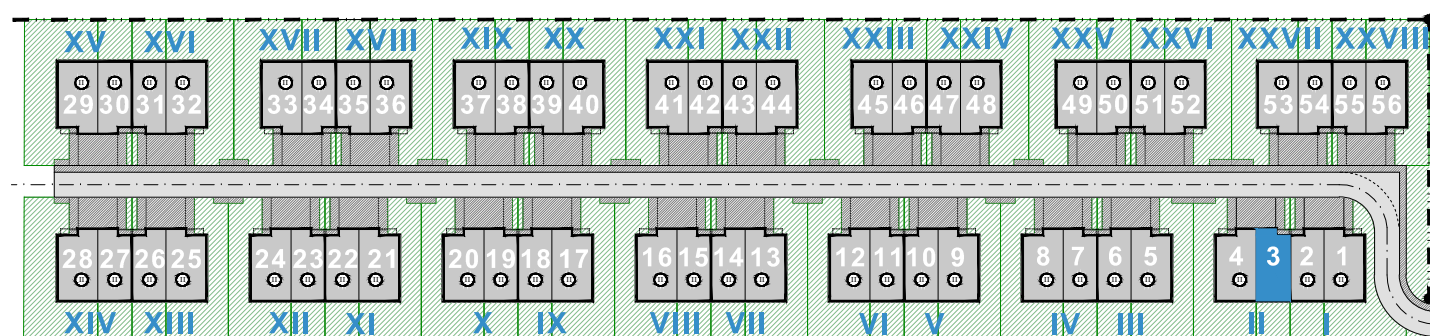 XV XVI XVII XVIII XIX XX XXI XXII XXIII XXIV XXV XXVI XXVII XXVIII
29 30 31 32 33 34 35 36 37 38 39 40 41 42 43 44 45 46 47 48 49 50 51 52 53 54 55 56
28 27 26 25 24 23 22 21 20 19 18 17 16 15 14 13 12 11 10 9 8 7 6 5 4 3 2 1
XIV XIII XII XI X IX VIII VII VI V IV III II I